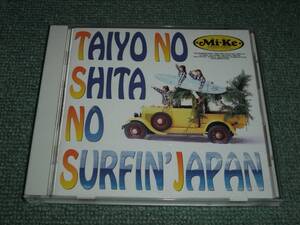 TAIYO NO
SHITA
NO
SURFIN' JAPAN
Mi-Ke